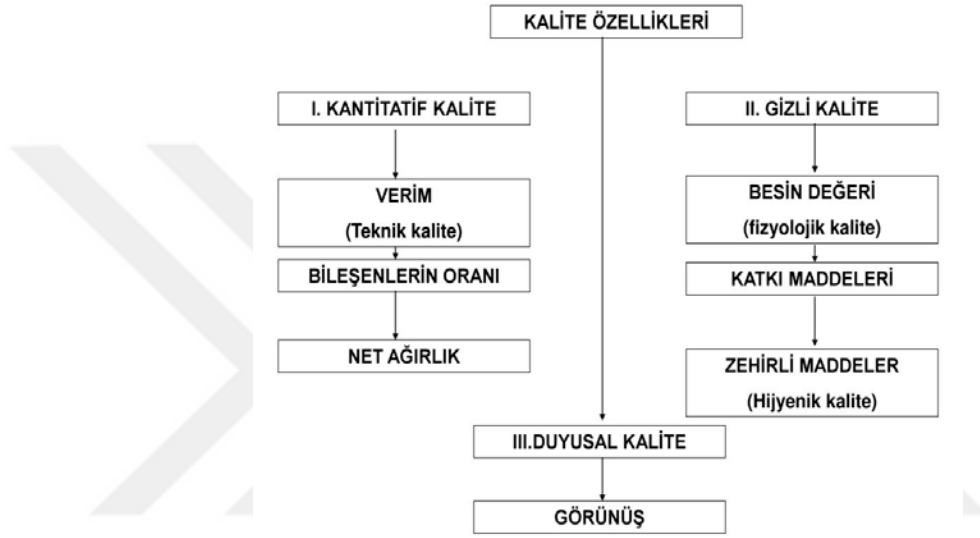 KALİTE ÖZELLİKLERİ
I. KANTİTATİF KALİTE
VERİM
(Teknik kalite)
BİLEŞENLERİN ORANI
NET AĞIRLIK
II. GİZLİ KALİTE
BESİN DEĞERİ
(fizyolojik kalite)
KATKI MADDELERİ
ZEHİRLİ MADDELER
(Hijyenik kalite)
III.DUYUSAL KALİTE
GÖRÜNÜŞ